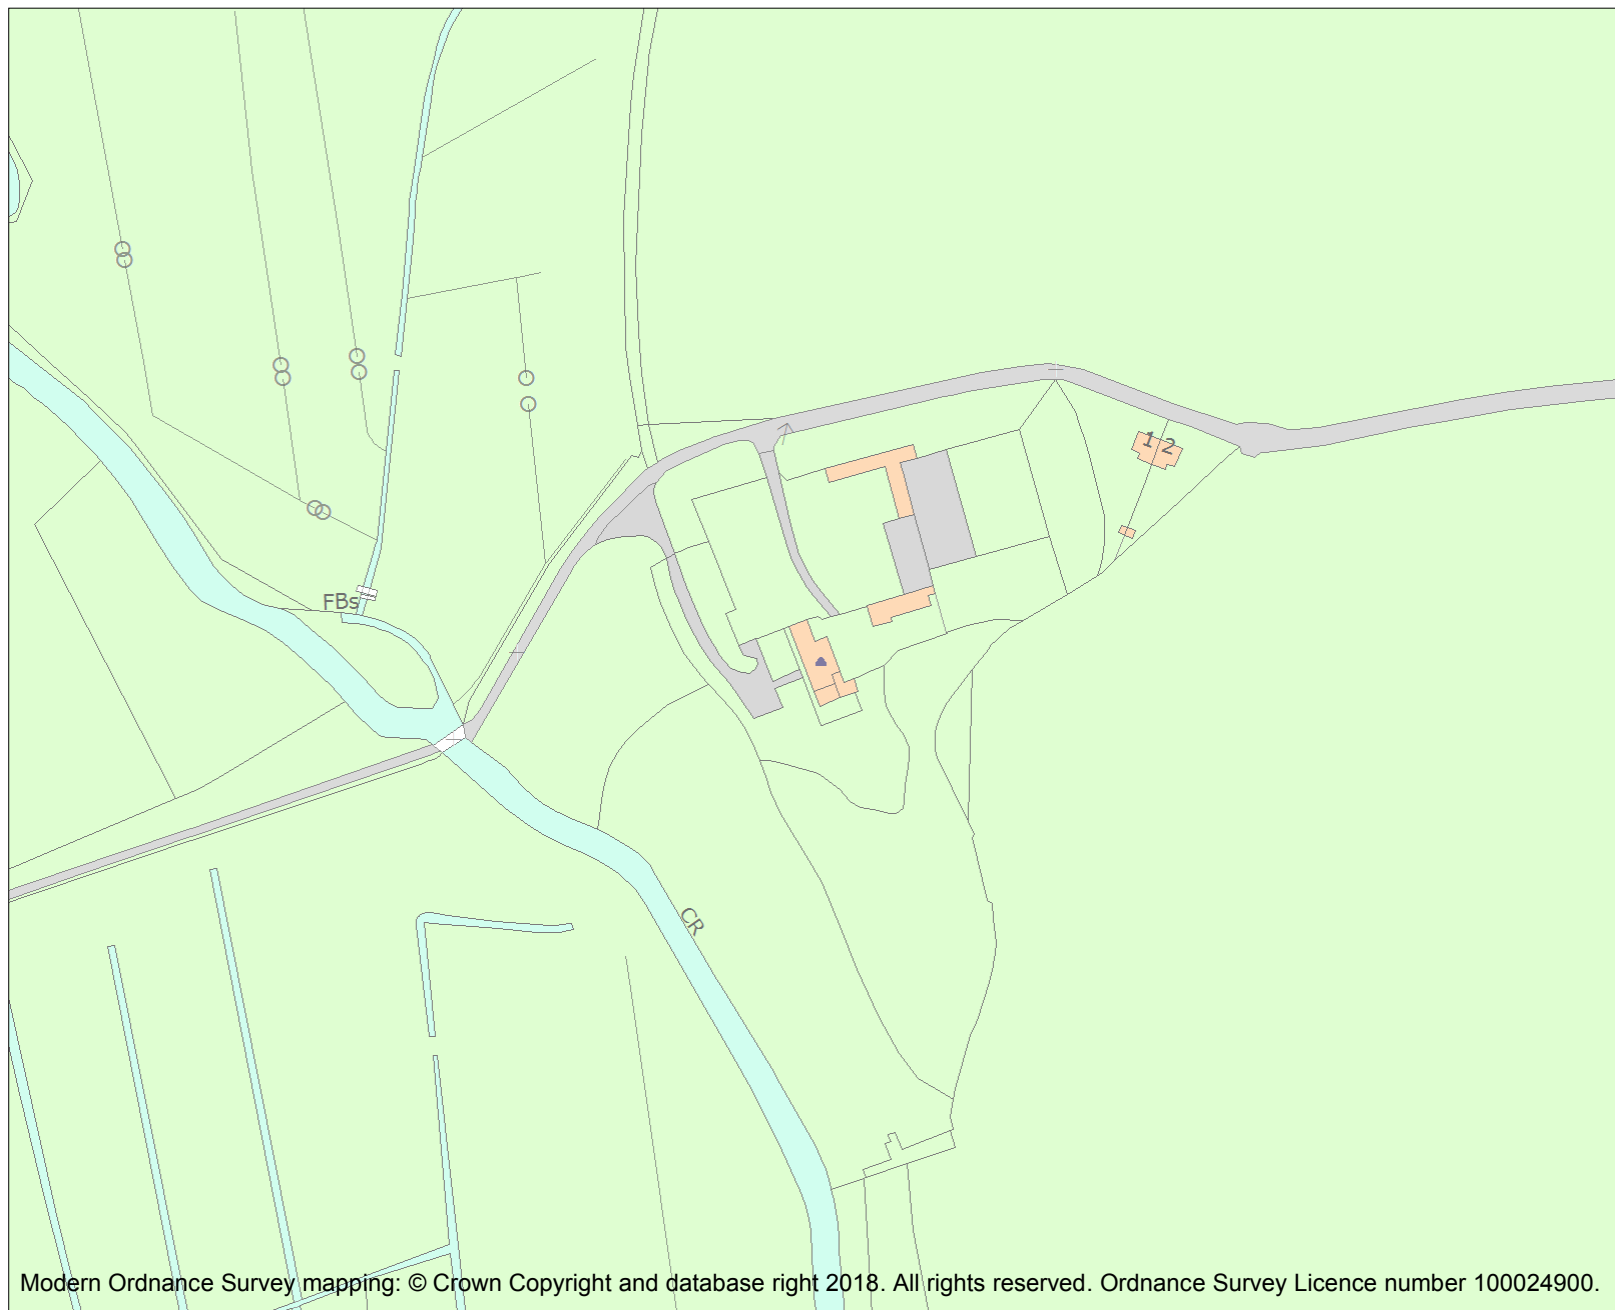 1 2
FBs
CR
Modern Ordnance Survey mapping: © Crown Copyright and database right 2018. All rights reserved. Ordnance Survey Licence number 100024900.